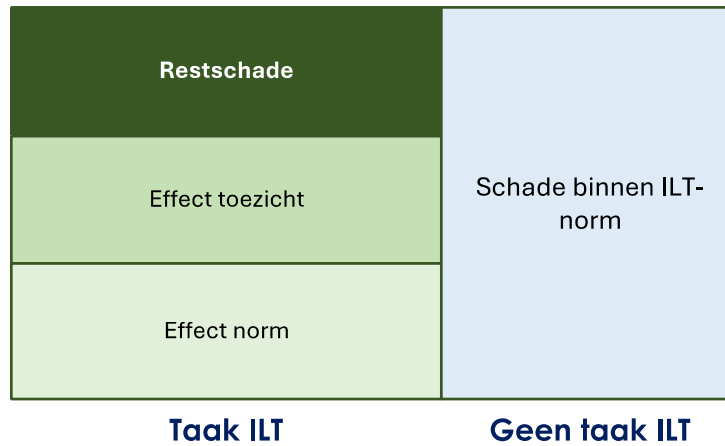 Restschade
Effect toezicht
Schade binnen ILT-
norm
Effect norm
Taak ILT
Geen taak ILT